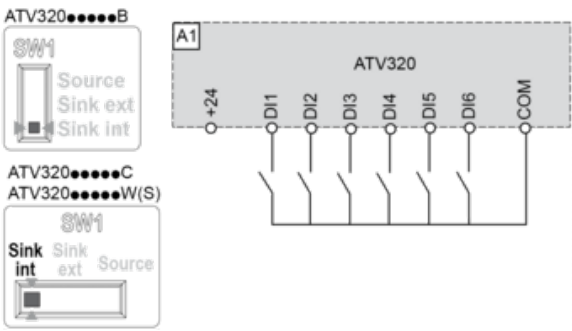 ATV320●●●●●B
SW1
Source
Sink ext
Sink int
ATV320●●●●●C
ATV320●●●●●W(S)
SW1
Sink int
Sink ext
Source
A1
ATV320
+24
DI1
DI2
DI3
DI4
DI5
DI6
COM